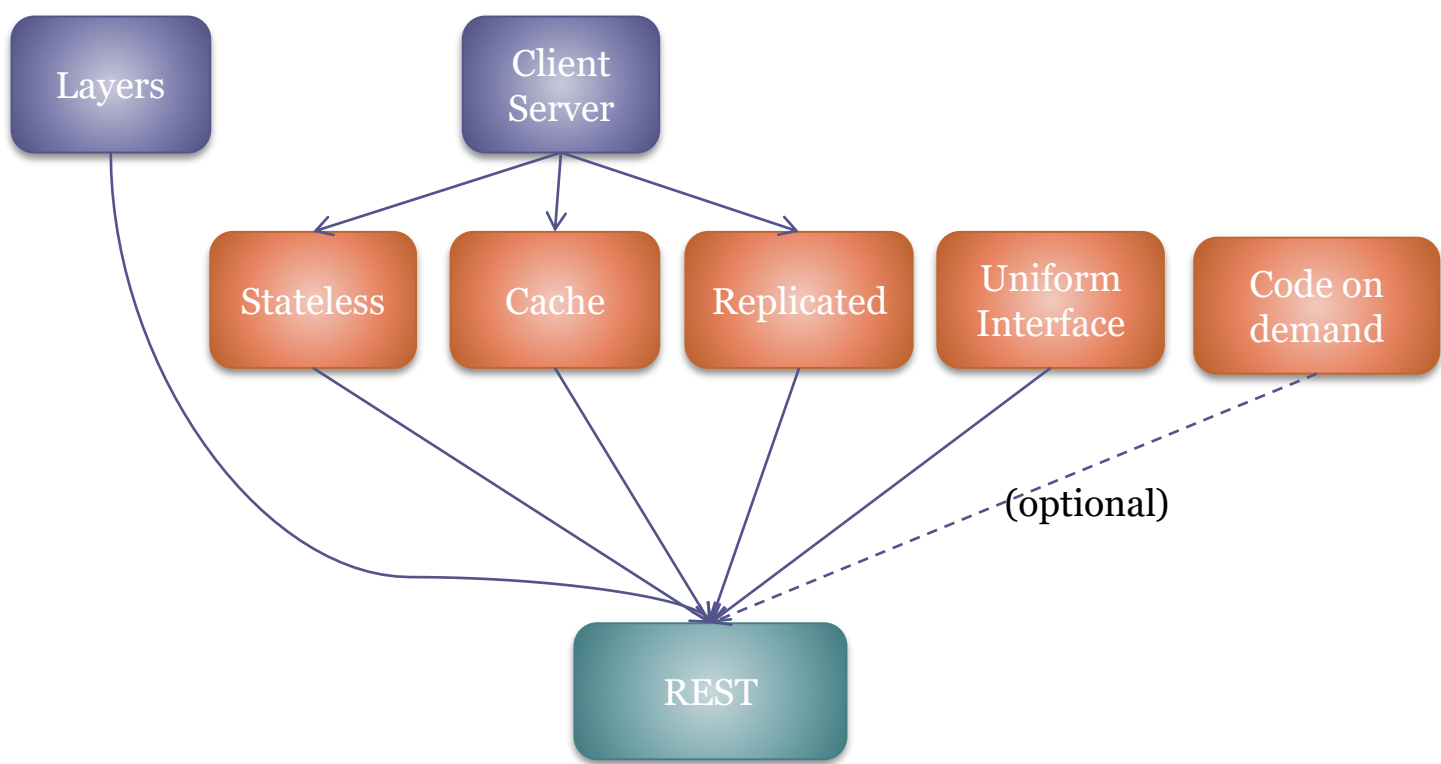 Layers
Client
Server
Stateless
Cache
Replicated
Uniform
Interface
Code on
demand
(optional)
REST